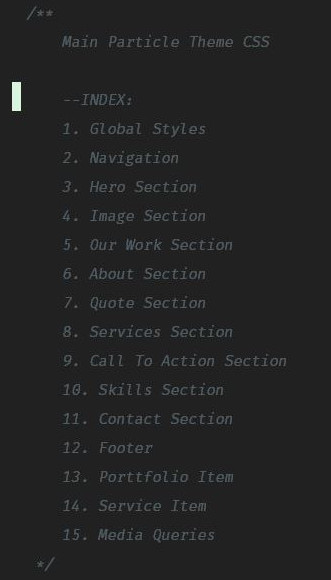 /**
Main Particle Theme CSS
--INDEX:
1. Global Styles
2. Navigation
3. Hero Section
4. Image Section
5. Our Work Section
6. About Section
7. Quote Section
8. Services Section
9. Call To Action Section
10. Skills Section
11. Contact Section
12. Footer
13. Porttfolio Item
14. Service Item
15. Media Queries
*/